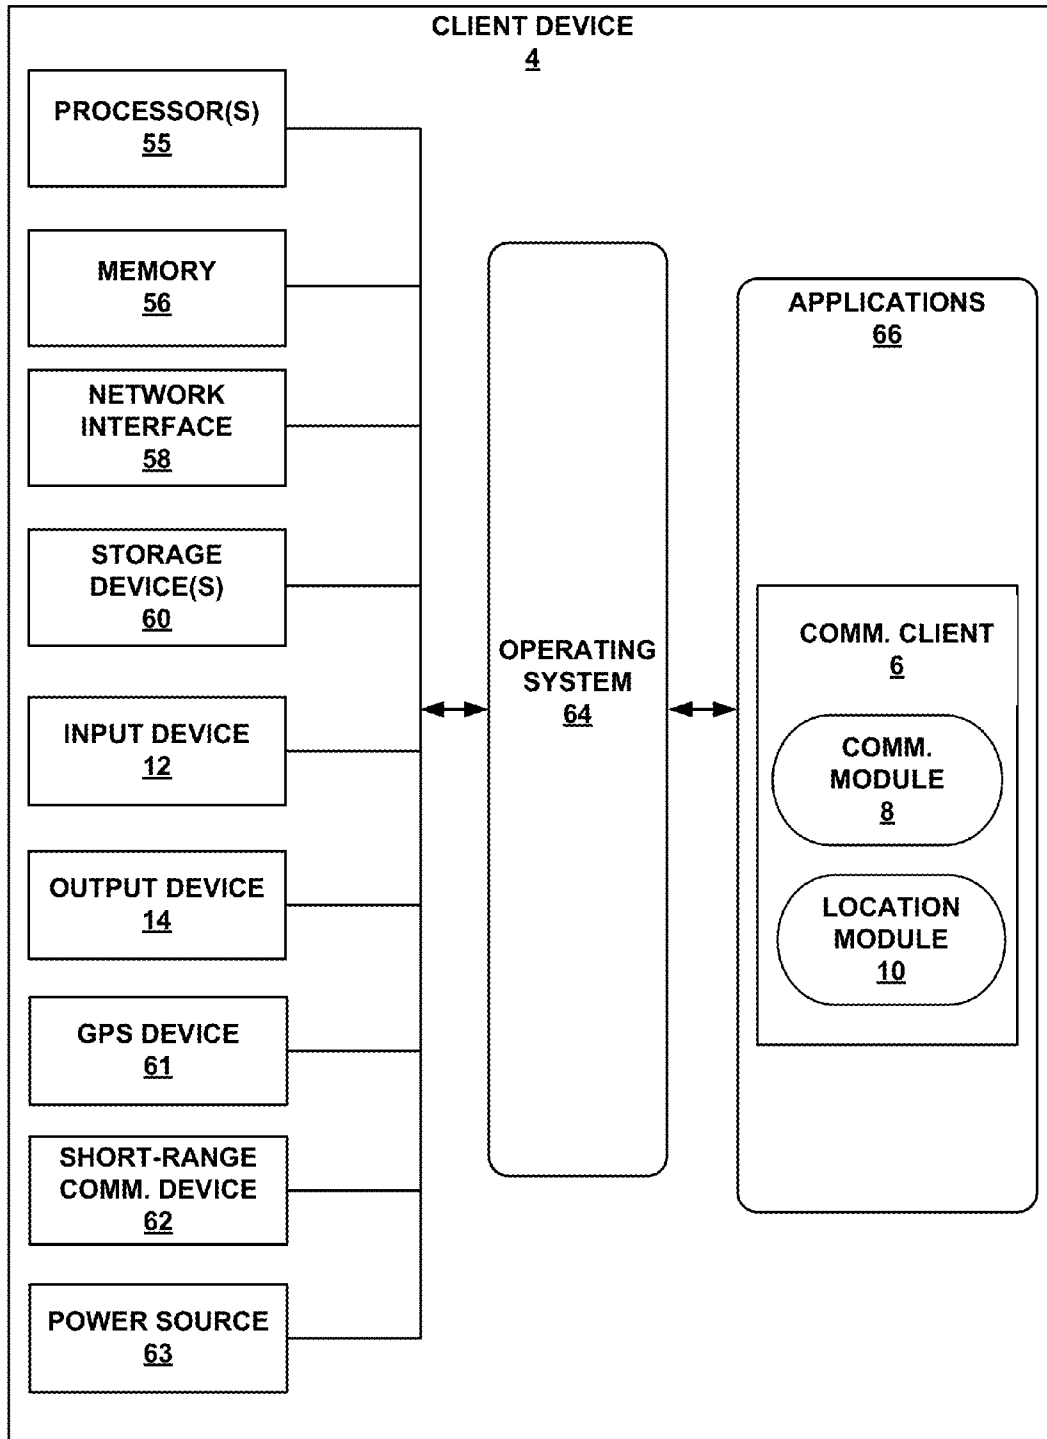 CLIENT DEVICE
4
PROCESSOR(S)
55
MEMORY
56
NETWORK
INTERFACE
58
STORAGE
DEVICE(S)
60
INPUT DEVICE
12
OUTPUT DEVICE
14
GPS DEVICE
61
SHORT-RANGE
COMM. DEVICE
62
POWER SOURCE
63
OPERATING
SYSTEM
64
APPLICATIONS
66
COMM. CLIENT
6
COMM.
MODULE
8
LOCATION
MODULE
10